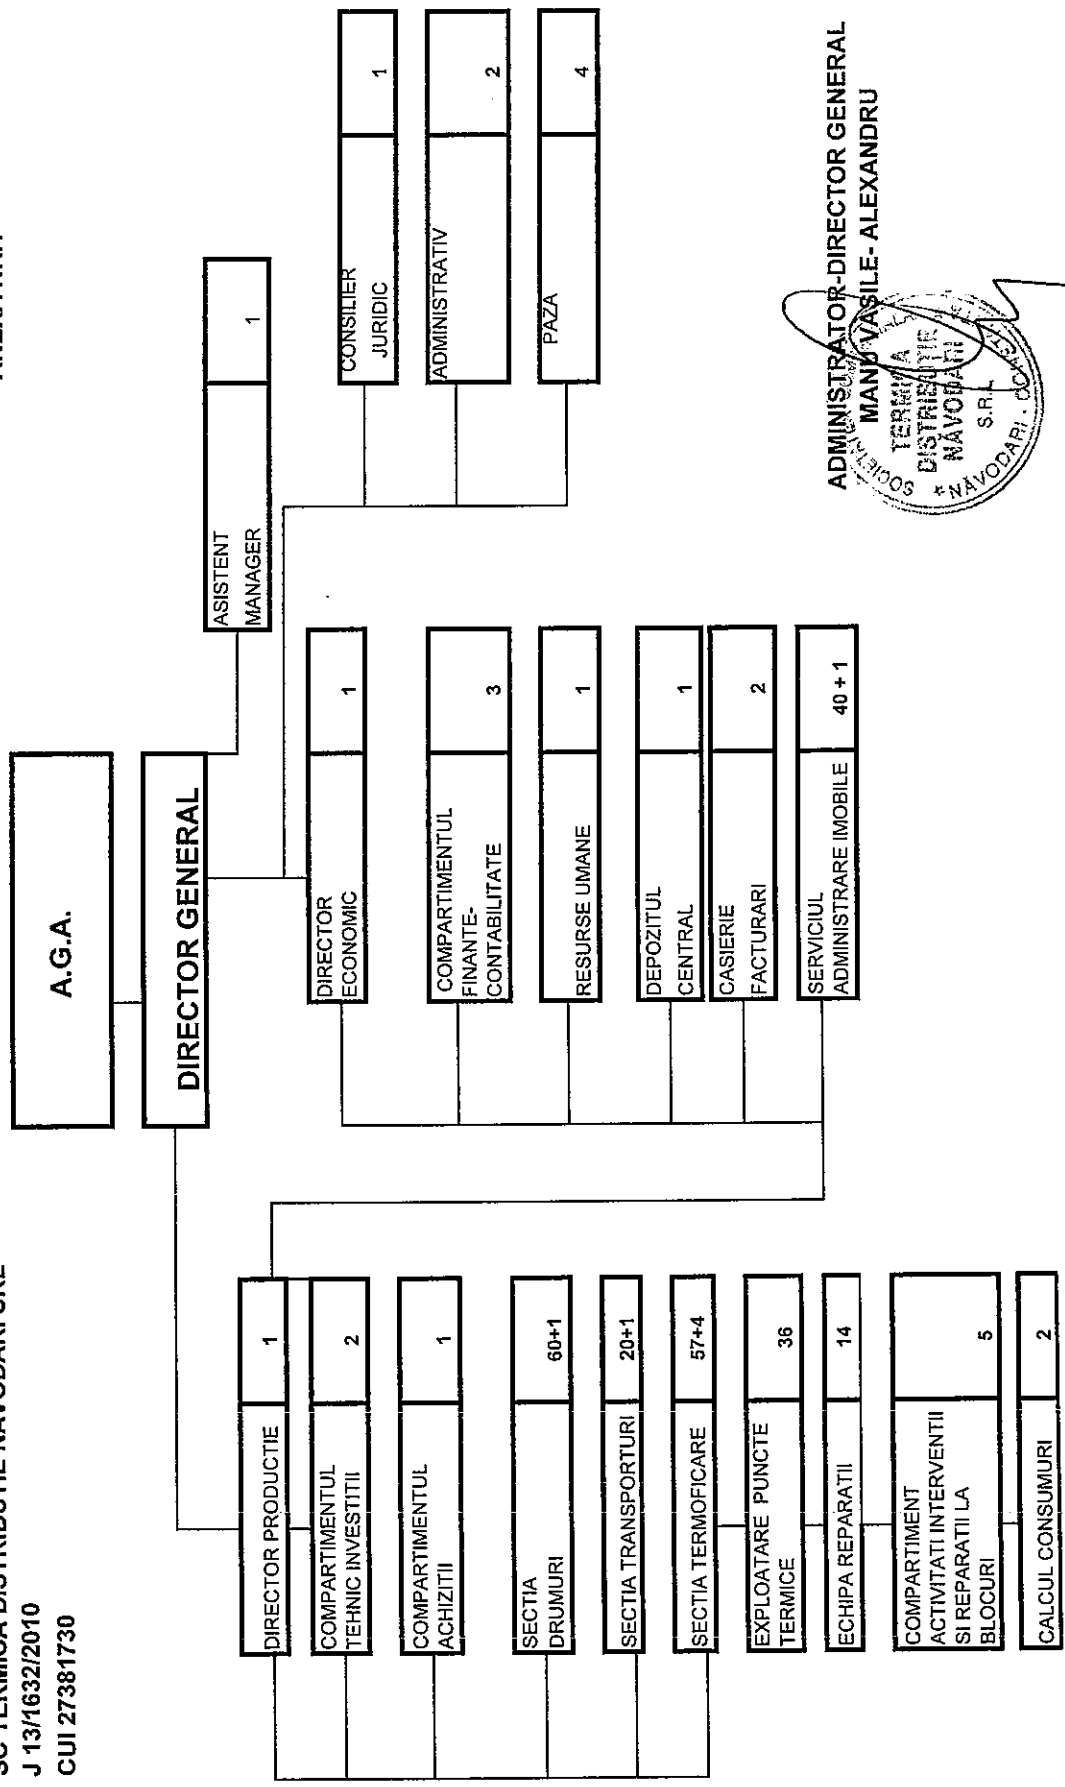 SC TERMICA DISTRIBUTIE NAVODARI SRL
J 13/1632/2010
CUI 27381730
A.G.A.
DIRECTOR GENERAL
ASISTENT
MANAGER 1
DIRECTOR PRODUCTIE 1
COMPARTIMENTUL
TEHNIC INVESTITII 2
COMPARTIMENTUL
ACHIZITII 1
SECTIA
DRUMURI 60+1
SECTIA TRANSPORTURI 20+1
SECTIA TERMOFICARE 57+4
EXPLOATARE PUNCTE
TERMICE 36
ECHIPA REPARATII 14
COMPARTIMENT
ACTIVITATI INTERVENTII
SI REPARATII LA
BLOCURI 5
CALCUL CONSUMURI 2
DIRECTOR
ECONOMIC 1
COMPARTIMENTUL
FINANTE-
CONTABILITATE 3
RESURSE UMANE 1
DEPOZITUL
CENTRAL 1
CASIERIE
FACTURARI 2
SERVICIUL
ADMINISTRARE IMOBILE 40 + 1
CONSILIER
JURIDIC 1
ADMINISTRATIV 2
PAZA 4
ADMINISTRATOR-DIRECTOR GENERAL
MANU VASILE- ALEXANDRU
TERMICA
DISTRIBUTIE
NĂVODARI
S.R.L.
NĂVODARI